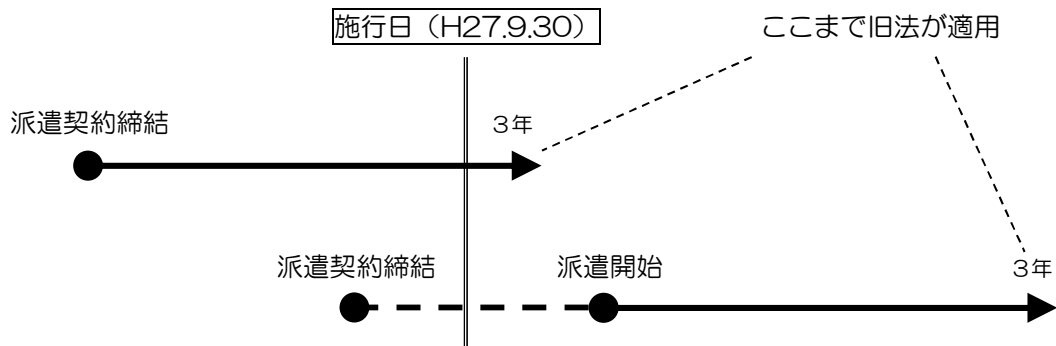 施行日（H27.9.30）
ここまで旧法が適用
派遣契約締結
３年
派遣契約締結
派遣開始
３年